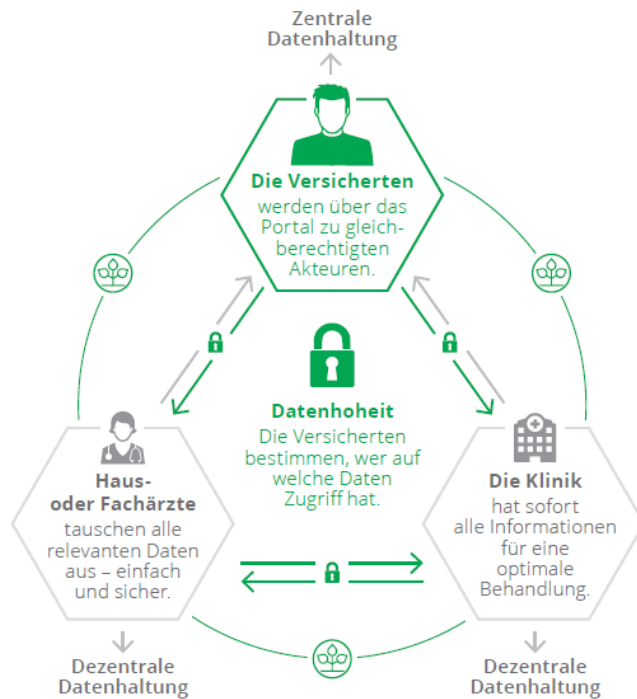 Zentrale
Datenhaltung
Die Versicherten
werden über das
Portal zu gleich-
berechtigten
Akteuren.
Datenhoheit
Die Versicherten
bestimmen, wer auf
welche Daten
Zugriff hat.
Haus-
oder Fachärzte
tauschen alle
relevanten Daten
aus – einfach
und sicher.
Die Klinik
hat sofort
alle Informationen
für eine
optimale
Behandlung.
Dezentrale
Datenhaltung
Dezentrale
Datenhaltung